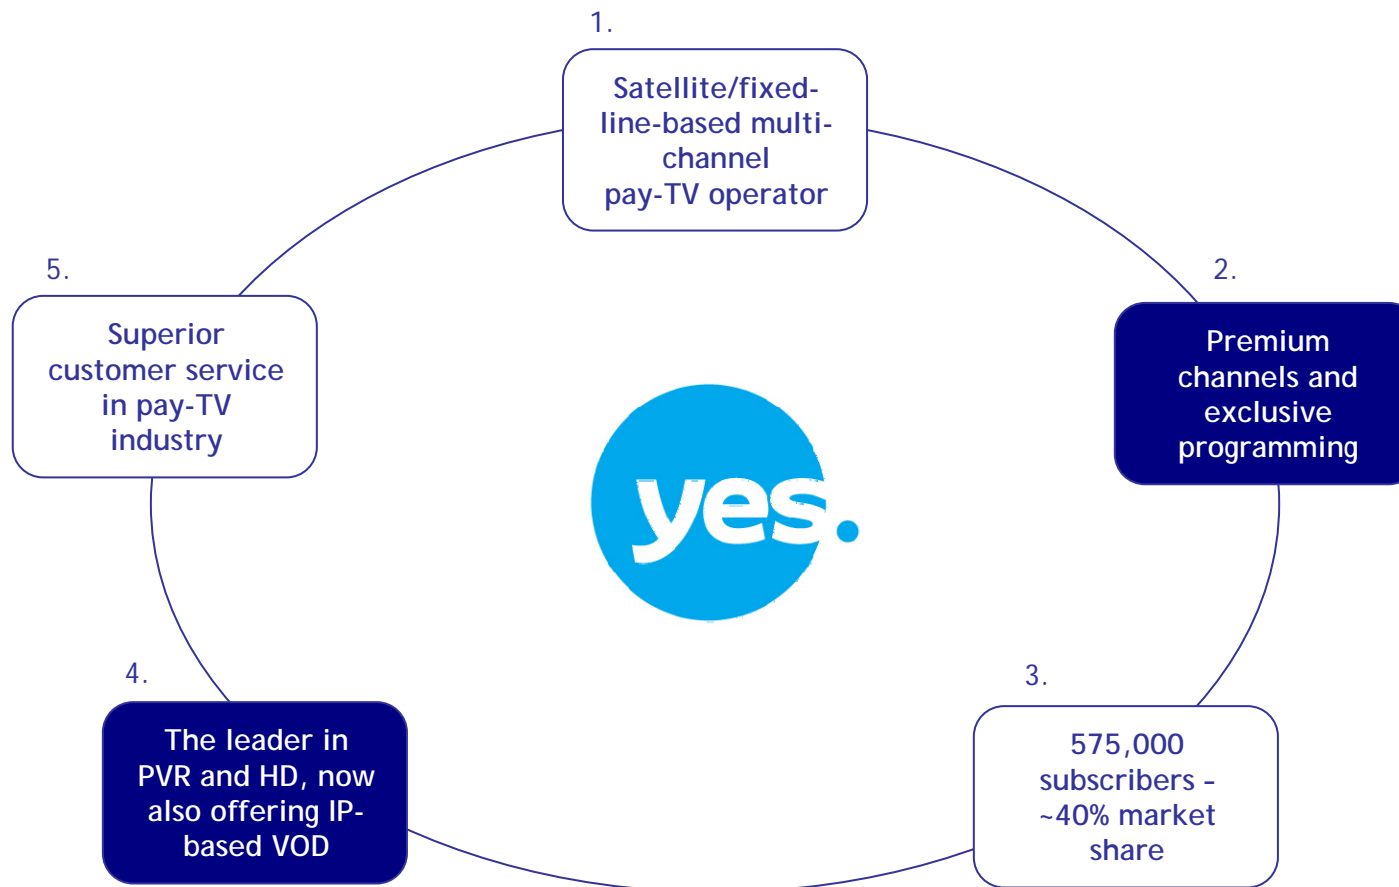 1.
Satellite/fixed-
line-based multi-
channel
pay-TV operator
2.
Premium
channels and
exclusive
programming
3.
575,000
subscribers –
~40% market
share
4.
The leader in
PVR and HD, now
also offering IP-
based VOD
5.
Superior
customer service
in pay-TV
industry
yes.